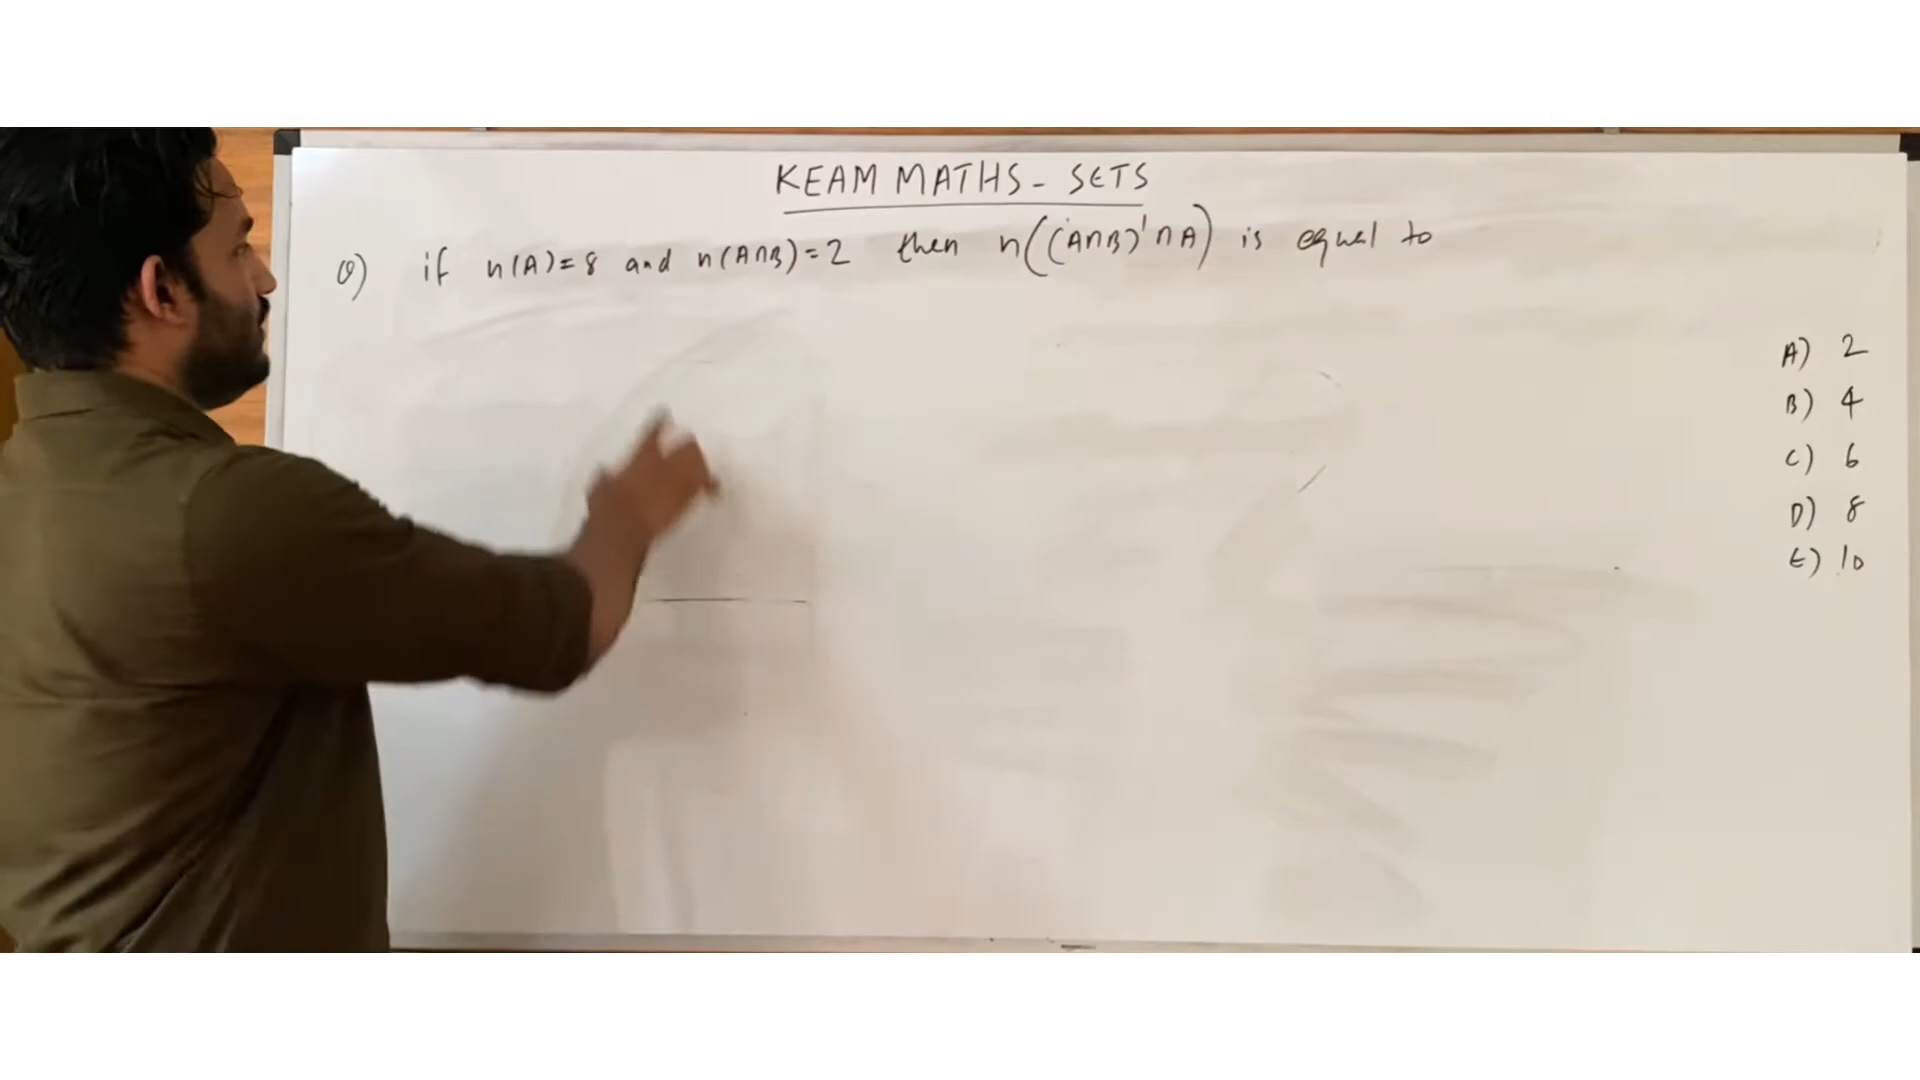 KEAM MATHS - SETS
Q) if n(A)=8 and n(A∩B)=2 then n((A∩B)'∩A) is equal to
A) 2
B) 4
C) 6
D) 8
E) 10